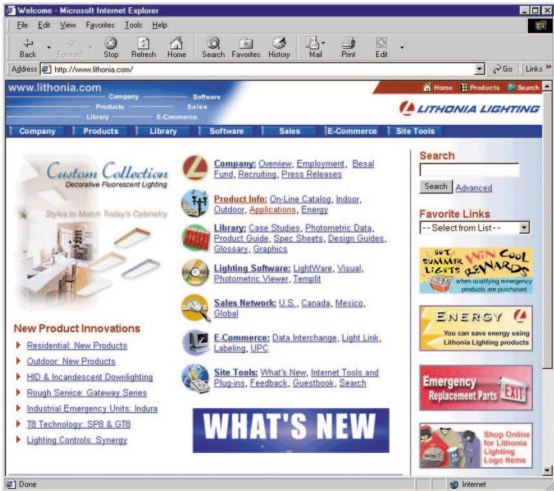 Welcome - Microsoft Internet Explorer
File Edit View Favorites Tools Help
Back Forward Stop Refresh Home Search Favorites History Mail Print Edit
Address http://www.lithonia.com/ Go Links »
www.lithonia.com
Company Software
Products Sales
Library E-Commerce
Home Products Search
LITHONIA LIGHTING
Company Products Library Software Sales E-Commerce Site Tools
Custom Collection
Decorative Fluorescent Lighting
Styles to Match Today's Cabinetry
New Product Innovations
Residential: New Products
Outdoor: New Products
HID & Incandescent Downlighting
Rough Service: Gateway Series
Industrial Emergency Units: Indura
T8 Technology: SPB & GTB
Lighting Controls: Synergy
Company: Overview, Employment, Besal
Fund, Recruiting, Press Releases
Product Info: On-Line Catalog, Indoor,
Outdoor, Applications, Energy
Library: Case Studies, Photometric Data,
Product Guide, Spec Sheets, Design Guides,
Glossary, Graphics
Lighting Software: LightWare, Visual,
Photometric Viewer, Templit
Sales Network: U.S., Canada, Mexico,
Global
E-Commerce: Data Interchange, Light Link,
Labeling, UPC
Site Tools: What's New, Internet Tools and
Plug-ins, Feedback, Guestbook, Search
WHAT'S NEW
Search
Search Advanced
Favorite Links
-- Select from List --
HOT SUMMER LIGHTS
WIN COOL REWARDS
when qualifying emergency
products are purchased
ENERGY
You can save energy using
Lithonia Lighting products
Emergency
Replacement Parts
EXIT
Shop Online
for Lithonia
Lighting
Logo Items
Done Internet